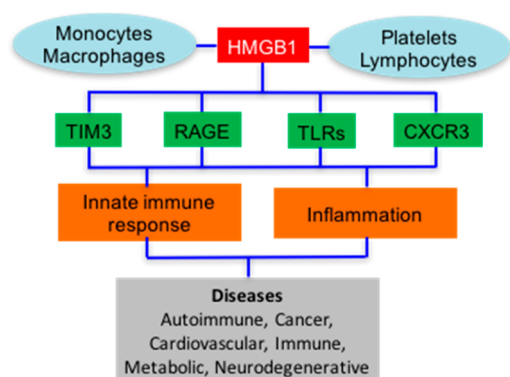 Monocytes
Macrophages
HMGB1
Platelets
Lymphocytes
TIM3
RAGE
TLRs
CXCR3
Innate immune
response
Inflammation
Diseases
Autoimmune, Cancer,
Cardiovascular, Immune,
Metabolic, Neurodegenerative